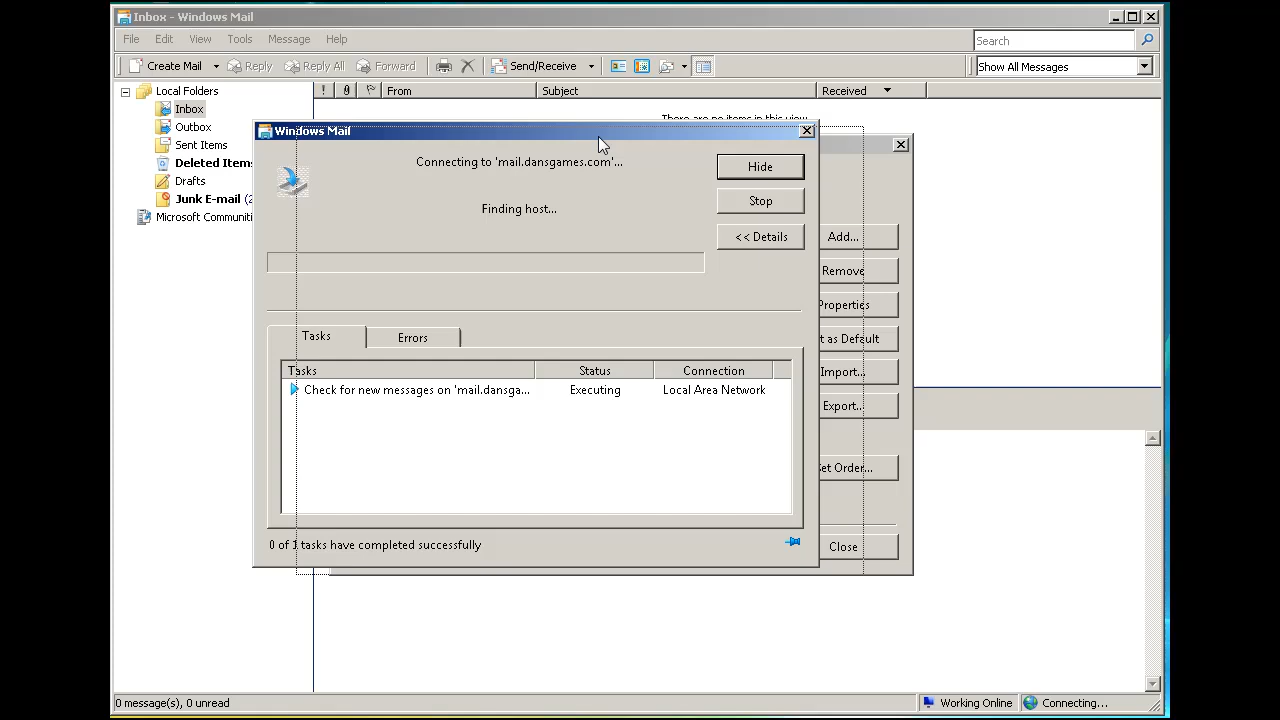 Inbox - Windows Mail
File Edit View Tools Message Help
Search
Create Mail Reply Reply All Forward Send/Receive
Show All Messages
Local Folders
Inbox
Outbox
Sent Items
Deleted Items
Drafts
Junk E-mail (2
Microsoft Communiti
! From Subject Received
There are no items in this view.
Windows Mail
Connecting to 'mail.dansgames.com'...
Finding host...
Hide
Stop
<< Details
Tasks Errors
Tasks Status Connection
Check for new messages on 'mail.dansga... Executing Local Area Network
0 of 1 tasks have completed successfully
Add...
Remove
Properties
t as Default
Import...
Export...
Set Order...
Close
0 message(s), 0 unread
Working Online
Connecting...